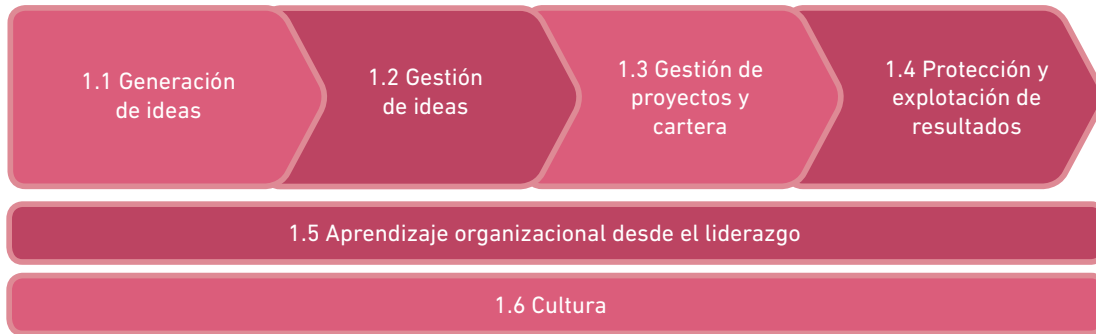 1.1 Generación
de ideas
1.2 Gestión
de ideas
1.3 Gestión de
proyectos y
cartera
1.4 Protección y
explotación de
resultados
1.5 Aprendizaje organizacional desde el liderazgo
1.6 Cultura